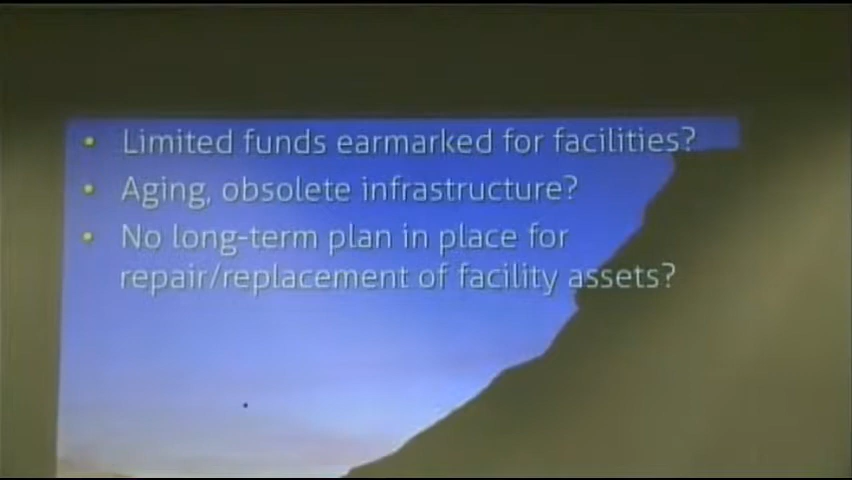 • Limited funds earmarked for facilities?
• Aging, obsolete infrastructure?
• No long-term plan in place for
repair/replacement of facility assets?